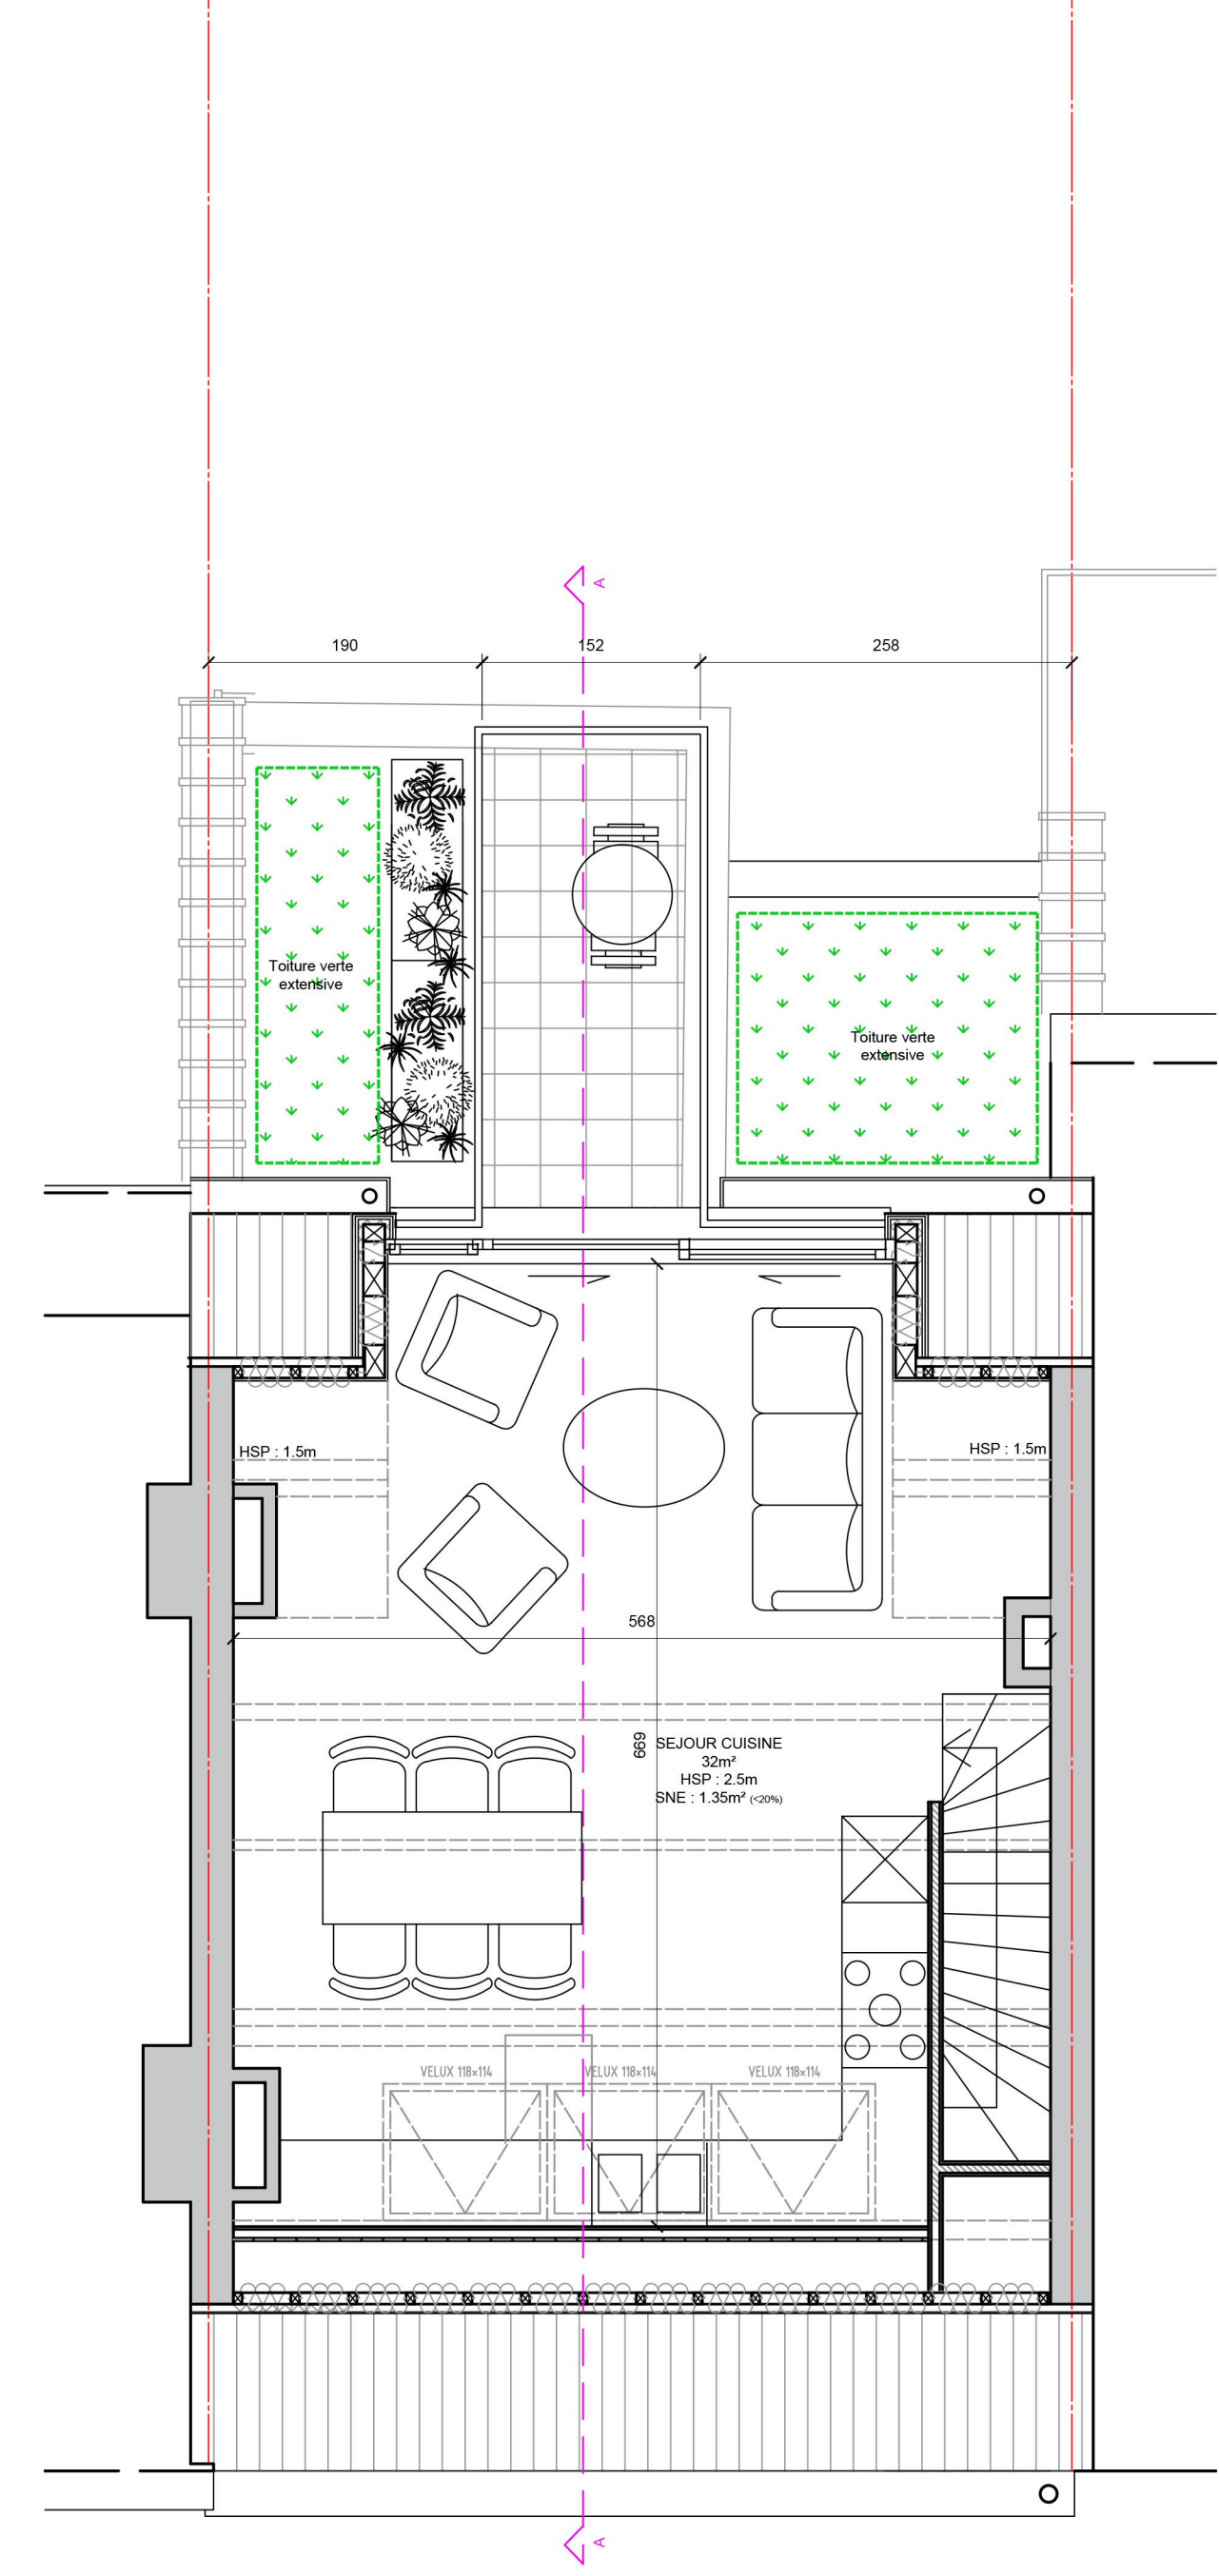 A
190
152
258
Toiture verte
extensive
Toiture verte
extensive
HSP : 1.5m
HSP : 1.5m
568
669
SEJOUR CUISINE
32m²
HSP : 2.5m
SNE : 1.35m² (<20%)
VELUX 118×114
VELUX 118×114
VELUX 118×114
A